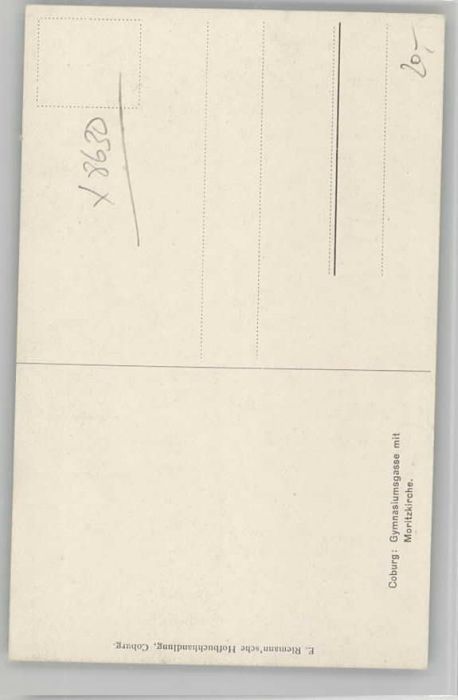 X 8630
20,-
Coburg: Gymnasiumsgasse mit
Moritzkirche.
E. Riemann'sche Hofbuchhandlung, Coburg.